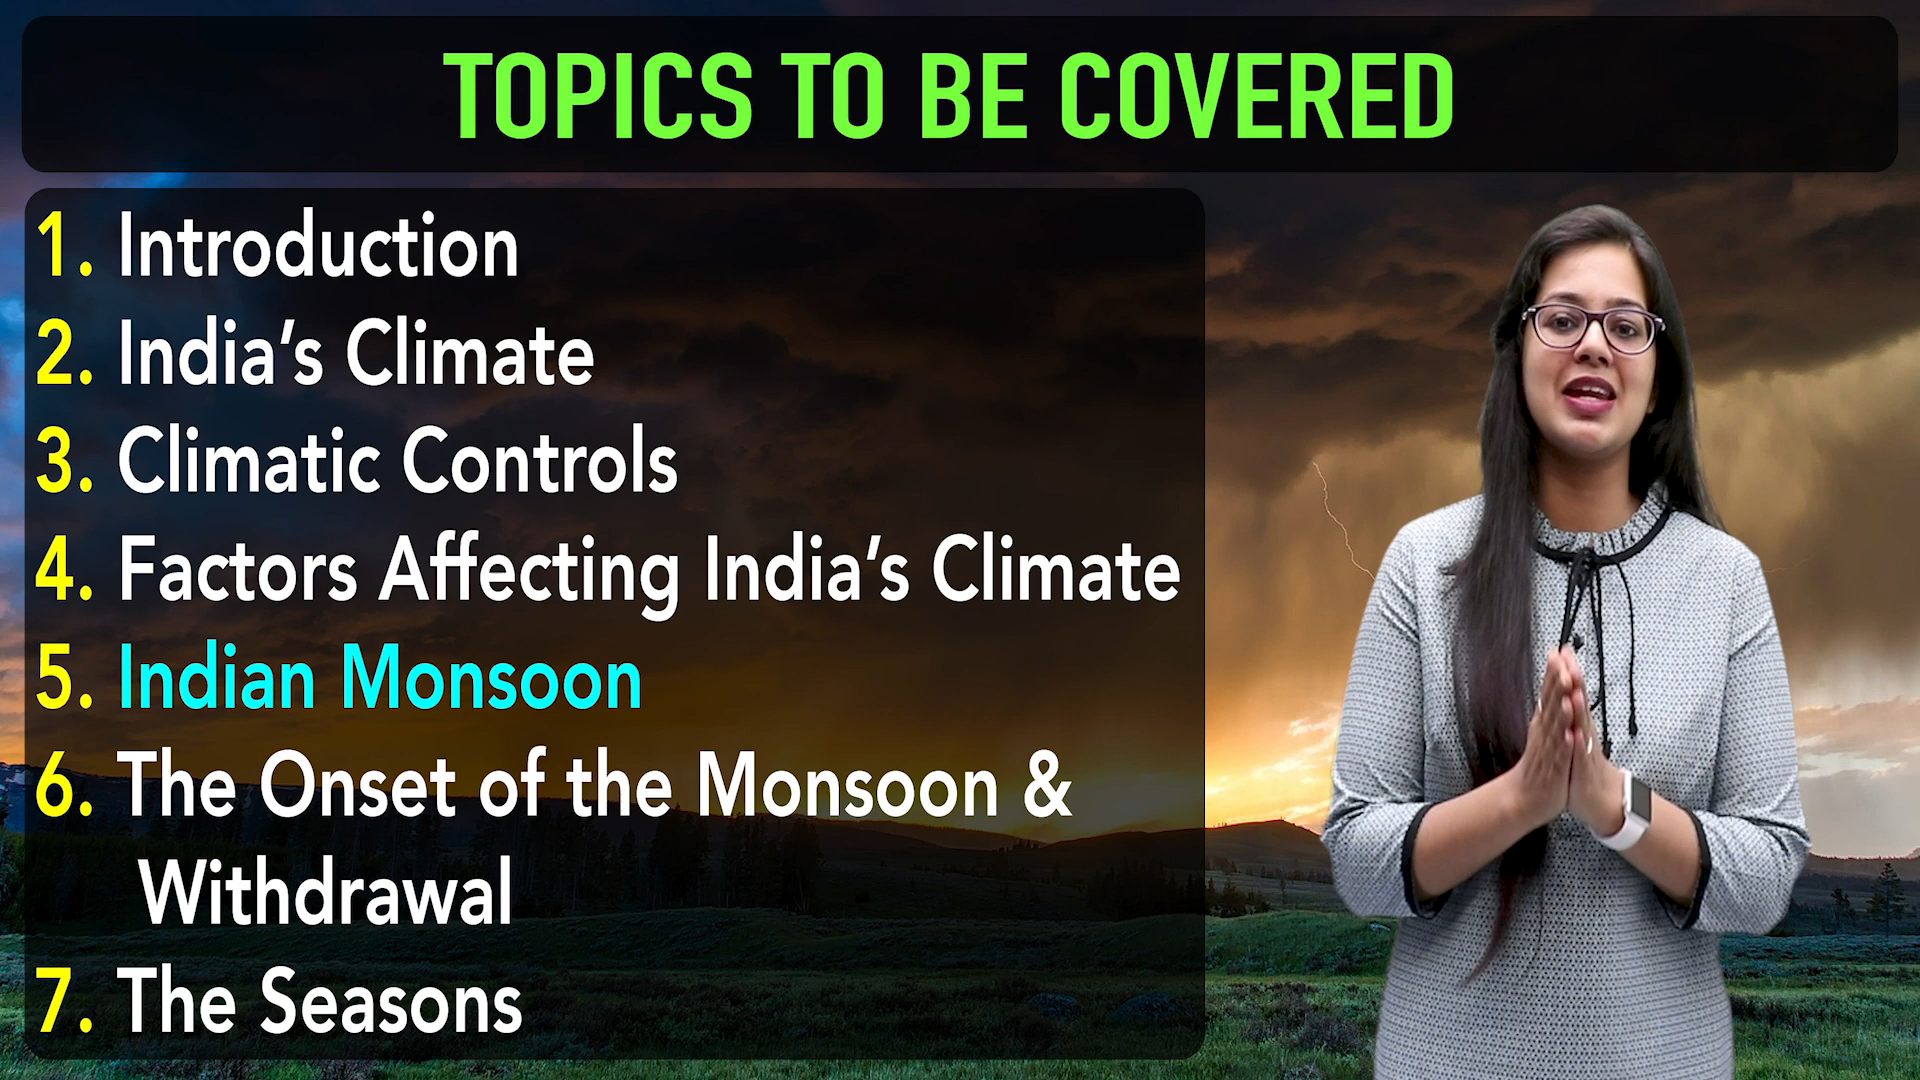 TOPICS TO BE COVERED
1. Introduction
2. India’s Climate
3. Climatic Controls
4. Factors Affecting India’s Climate
5. Indian Monsoon
6. The Onset of the Monsoon &
Withdrawal
7. The Seasons